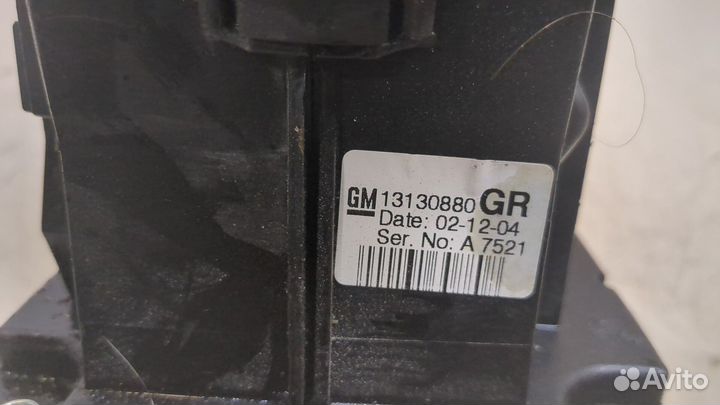 GM 13130880 GR
Date: 02-12-04
Ser. No: A 7521
Avito